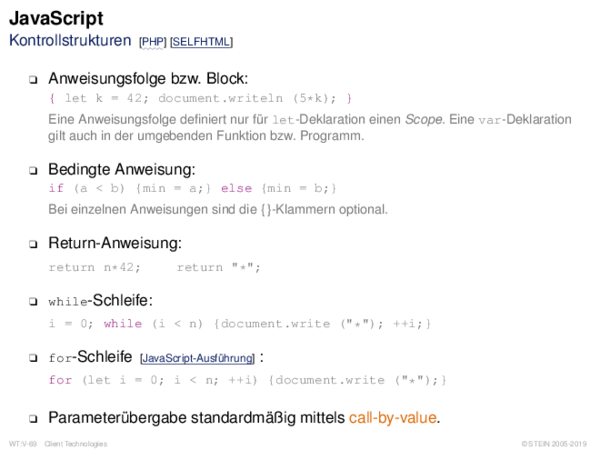 JavaScript
Kontrollstrukturen [PHP] [SELFHTML]
❑ Anweisungsfolge bzw. Block:
{ let k = 42; document.writeln (5*k); }
Eine Anweisungsfolge definiert nur für let-Deklaration einen Scope. Eine var-Deklaration
gilt auch in der umgebenden Funktion bzw. Programm.
❑ Bedingte Anweisung:
if (a < b) {min = a;} else {min = b;}
Bei einzelnen Anweisungen sind die {}-Klammern optional.
❑ Return-Anweisung:
return n*42; return "*";
❑ while-Schleife:
i = 0; while (i < n) {document.write ("*"); ++i;}
❑ for-Schleife [JavaScript-Ausführung] :
for (let i = 0; i < n; ++i) {document.write ("*");}
❑ Parameterübergabe standardmäßig mittels call-by-value.
WT:V-69 Client Technologies © STEIN 2005-2019